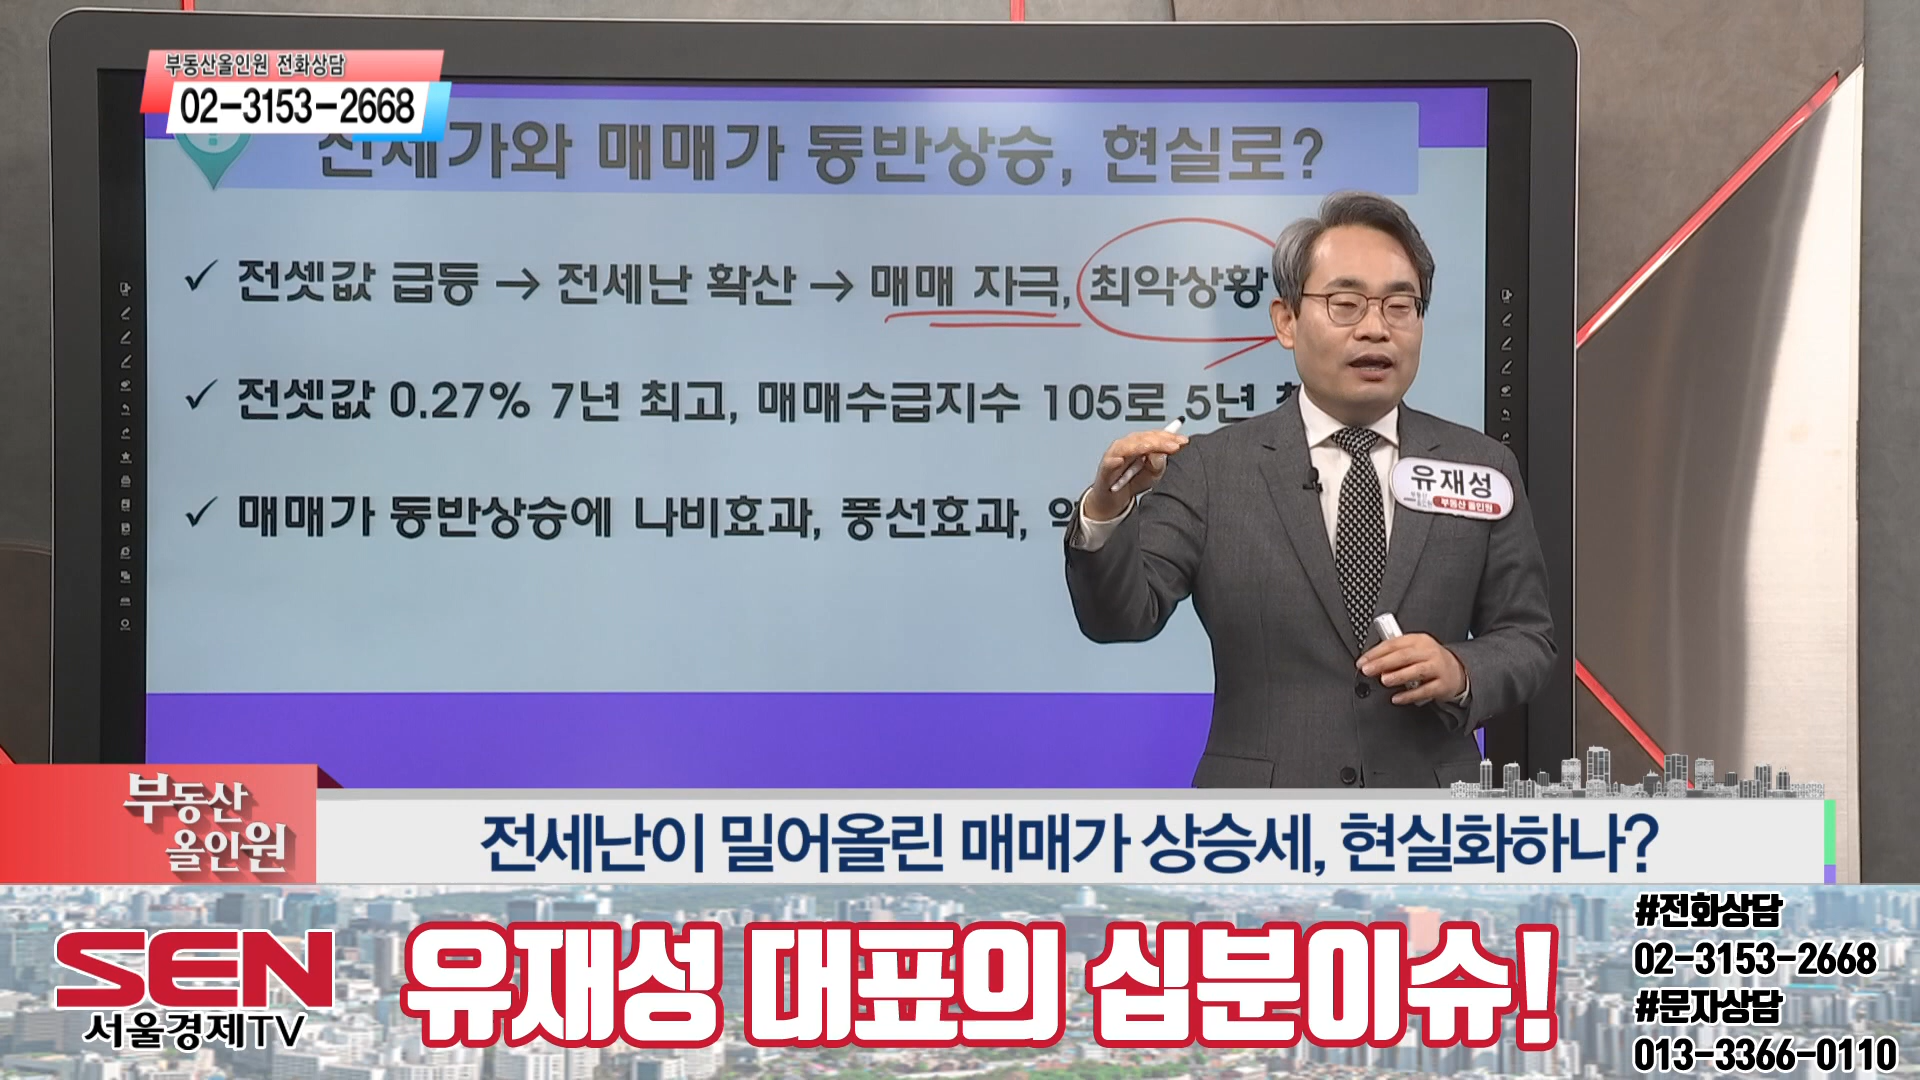 부동산올인원 전화상담
02-3153-2668
전세가와 매매가 동반상승, 현실로?
✓ 전셋값 급등 → 전세난 확산 → 매매 자극, 최악상황
✓ 전셋값 0.27% 7년 최고, 매매수급지수 105로 5년
✓ 매매가 동반상승에 나비효과, 풍선효과,
유재성
부동산 올인원
부동산
올인원
전세난이 밀어올린 매매가 상승세, 현실화하나?
SEN
서울경제TV
유재성 대표의 십분이슈!
#전화상담
02-3153-2668
#문자상담
013-3366-0110